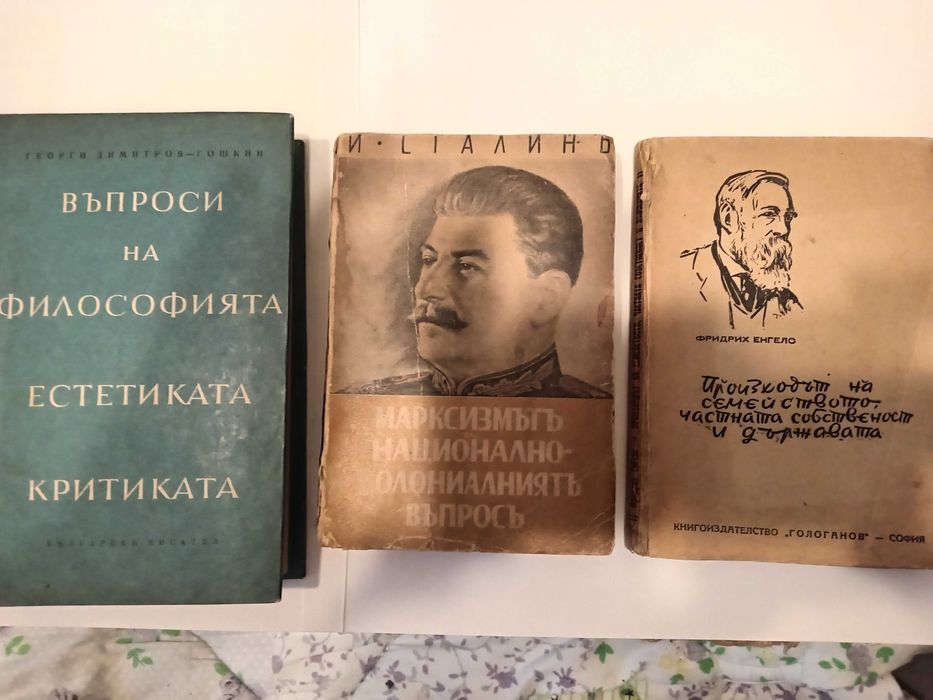 ГЕОРГИ ДИМИТРОВ—ГОШКИН
ВЪПРОСИ
НА
ФИЛОСОФИЯТА
ЕСТЕТИКАТА
КРИТИКАТА
БЪЛГАРСКИ ПИСАТЕЛ
И·СТАЛИНЪ
МАРКСИЗМЪТЪ
НАЦИОНАЛНО-
ОЛОНИАЛНИЯТЪ
ВЪПРОСЪ
ФРИДРИХ ЕНГЕЛС
Произходът на
семейството,
частната собственост
и държавата
КНИГОИЗДАТЕЛСТВО „ГОЛОГАНОВ" — СОФИЯ